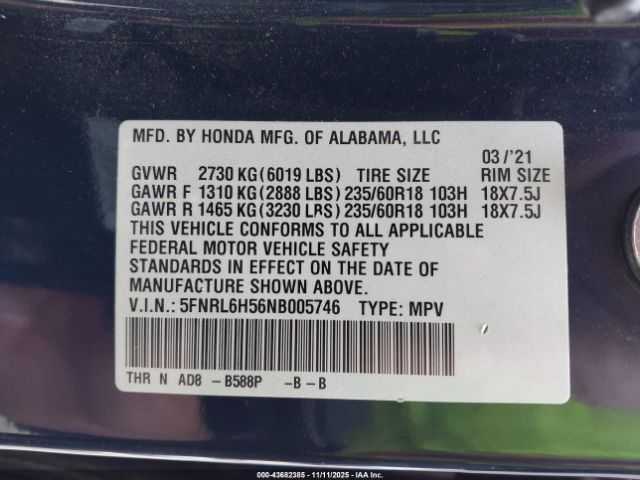 MFD. BY HONDA MFG. OF ALABAMA, LLC
03 /'21
GVWR 2730 KG (6019 LBS) TIRE SIZE RIM SIZE
GAWR F 1310 KG (2888 LBS) 235/60R18 103H 18X7.5J
GAWR R 1465 KG (3230 LBS) 235/60R18 103H 18X7.5J
THIS VEHICLE CONFORMS TO ALL APPLICABLE
FEDERAL MOTOR VEHICLE SAFETY
STANDARDS IN EFFECT ON THE DATE OF
MANUFACTURE SHOWN ABOVE.
V.I.N.: 5FNRL6H56NB005746 TYPE: MPV
THR N AD8 - B588P - B - B
000-43682385 - 11/11/2025 - IAA Inc.